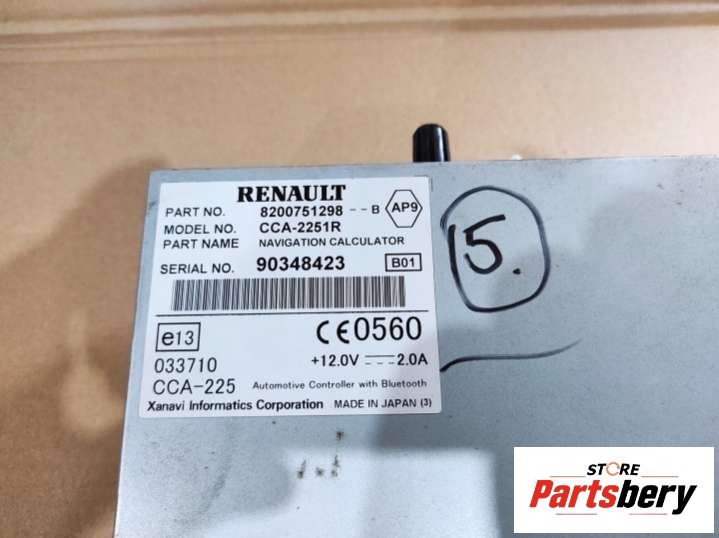 RENAULT
PART NO. 8200751298 - - B AP9
MODEL NO. CCA-2251R
PART NAME NAVIGATION CALCULATOR
SERIAL NO. 90348423 B01
e13 CE0560
033710 +12.0V 2.0A
CCA-225 Automotive Controller with Bluetooth
Xanavi Informatics Corporation MADE IN JAPAN (3)
15.
STORE
Partsbery